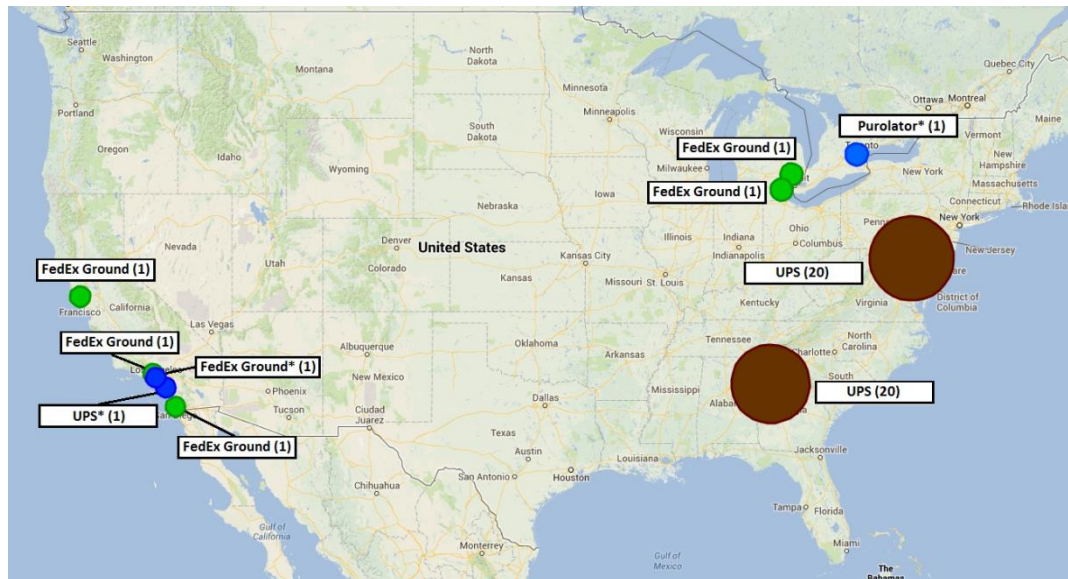 Seattle
Washington
Montana
North
Dakota
Minnesota
Quebec City
Portland
Minneapolis
Ottawa
Montreal
Maine
Oregon
Idaho
South
Dakota
Wisconsin
Purolator* (1)
Toronto
Vermont
New
Hampshire
Wyoming
Milwaukee
FedEx Ground (1)
New York
Massachusetts
Connecticut
Rhode Isla
Iowa
FedEx Ground (1)
Nebraska
Nevada
Utah
Denver
Colorado
United States
Kansas City
Kansas
Missouri
St. Louis
Illinois
Indiana
Indianapolis
Ohio
Columbus
Penn
New York
New Jersey
UPS (20)
FedEx Ground (1)
Francisco
California
Kentucky
Virginia
District of
Columbia
Las Vegas
FedEx Ground (1)
FedEx Ground* (1)
Albuquerque
New Mexico
Oklahoma
Arkansas
Tennessee
North
Carolina
Charlotte
South
UPS* (1)
Phoenix
Tucson
Ciudad
Juarez
Dallas
Mississippi
Alabama
UPS (20)
FedEx Ground (1)
Texas
Austin
San Antonio
Houston
Louisiana
Jacksonville
Gulf of
California
Chihuahua
Monterrey
Gulf of
Mexico
Tampa
Florida
Miami
The
Bahamas